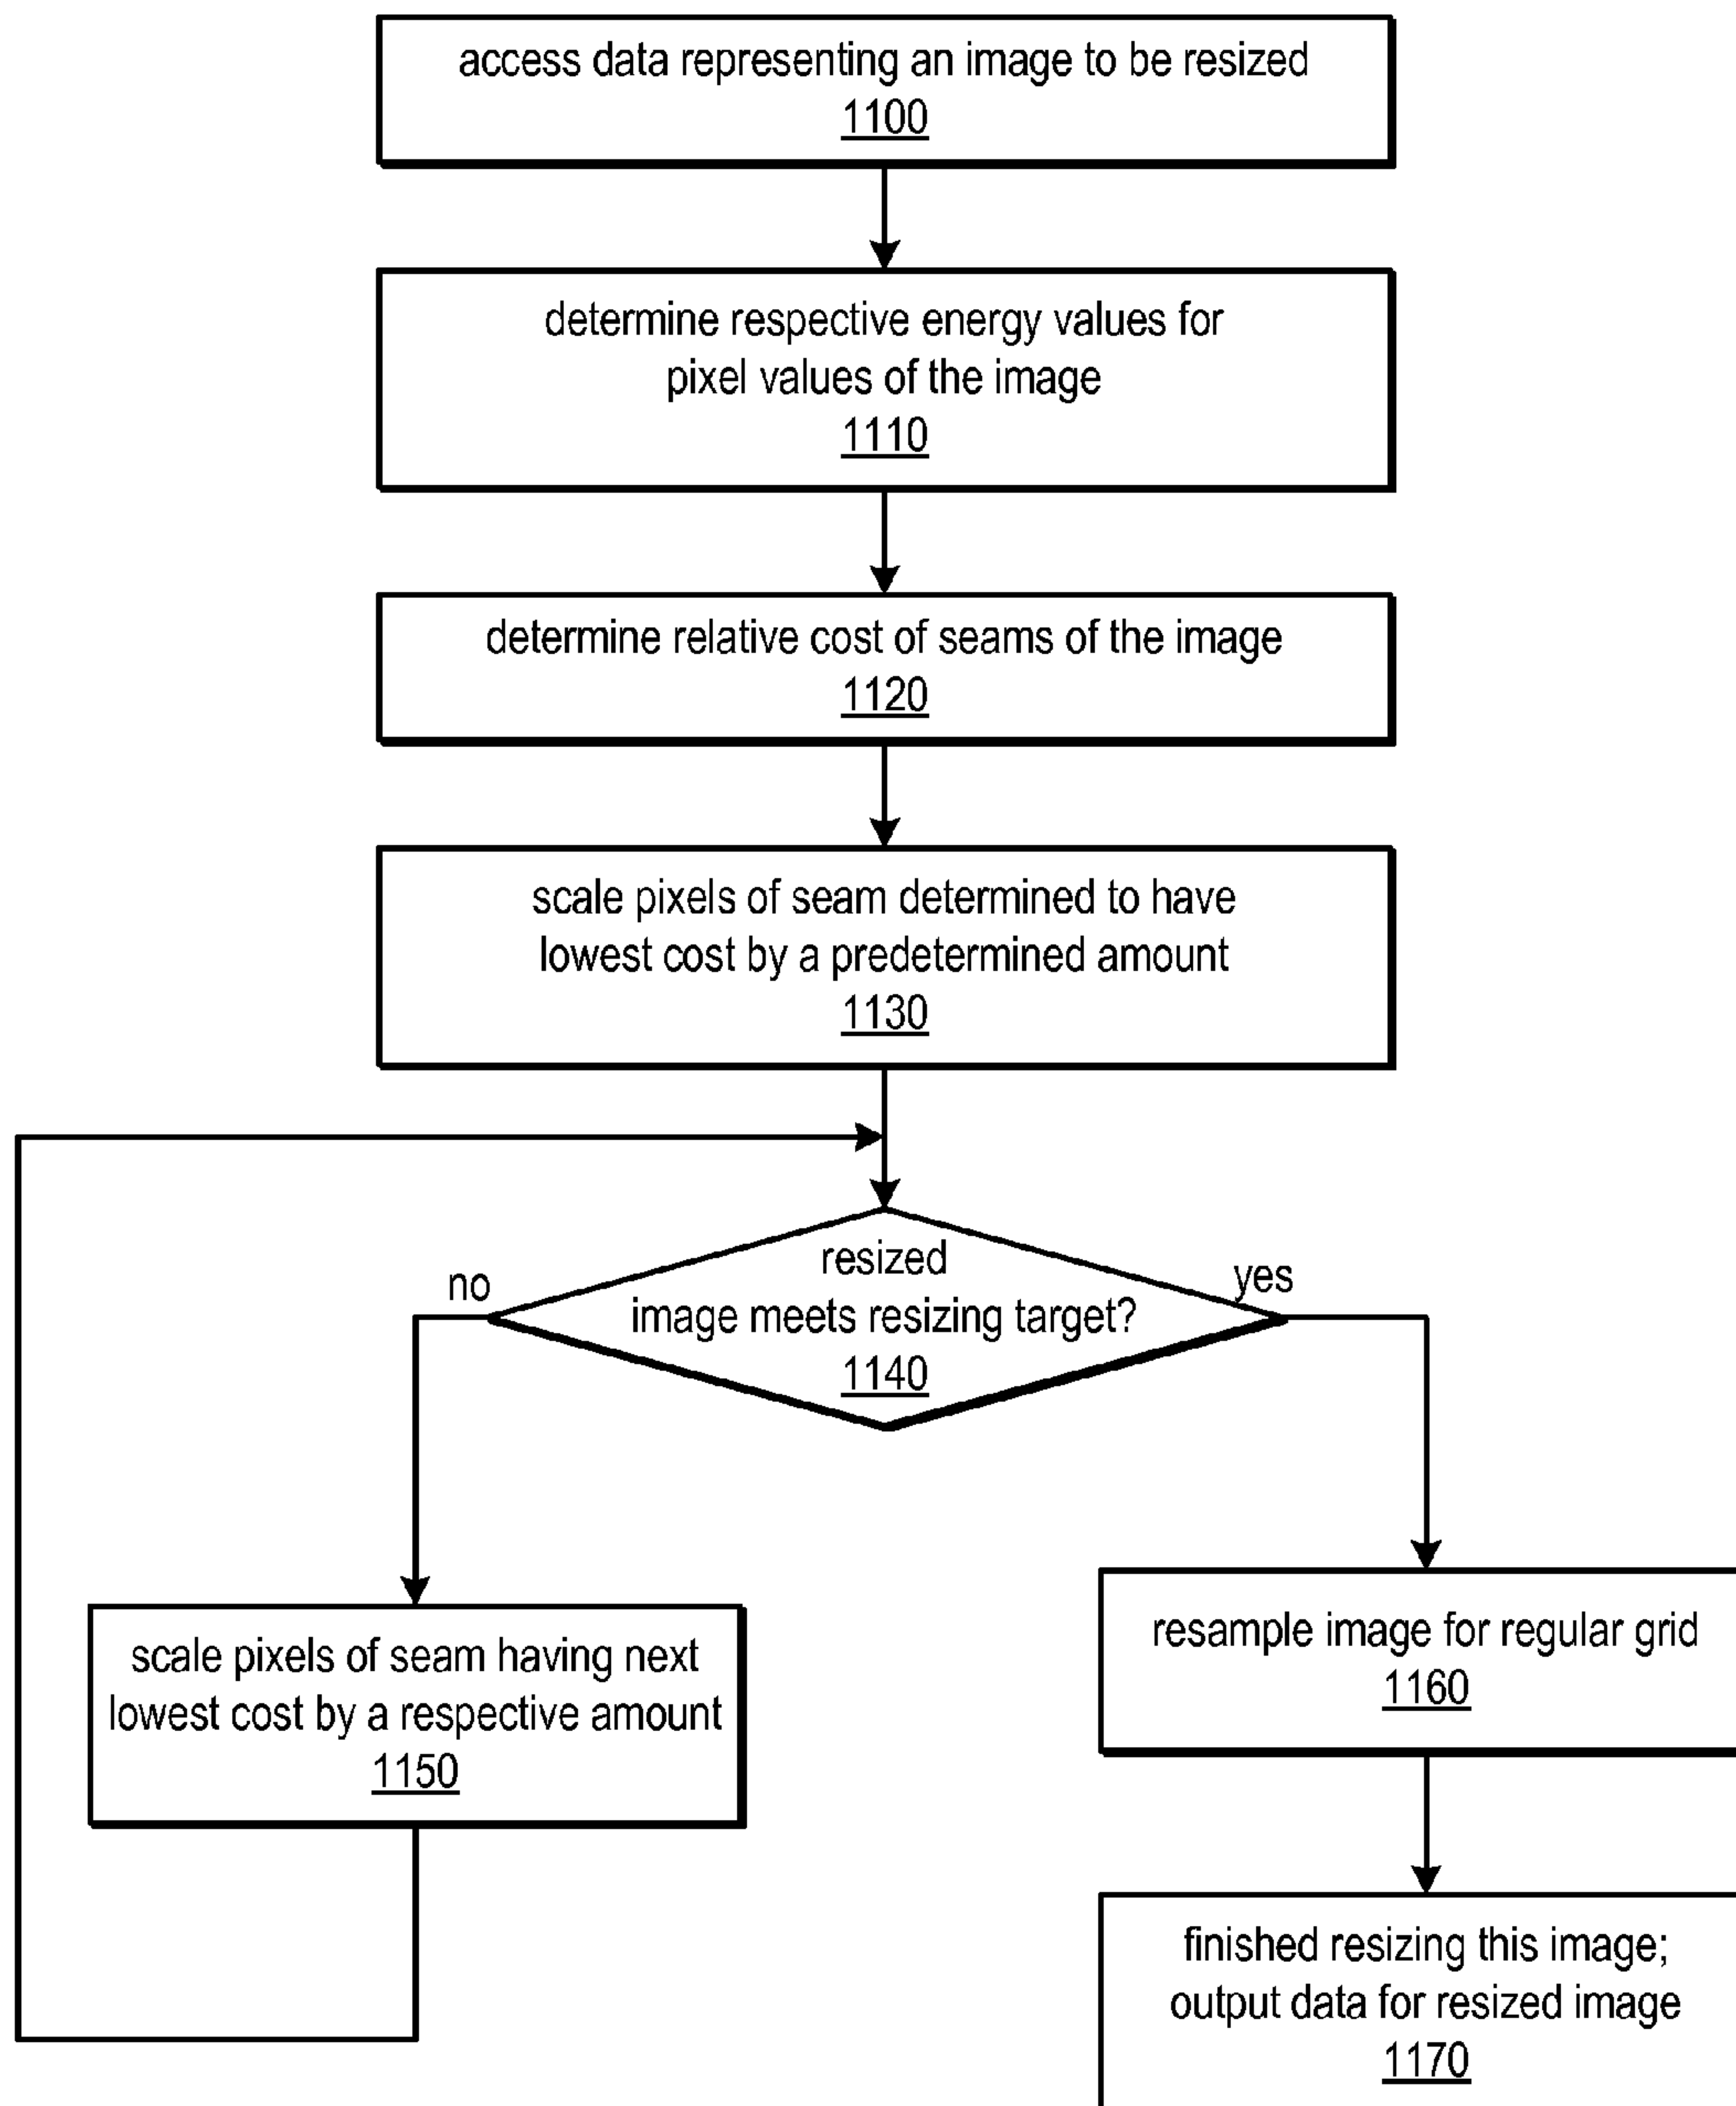 access data representing an image to be resized
1100
determine respective energy values for
pixel values of the image
1110
determine relative cost of seams of the image
1120
scale pixels of seam determined to have
lowest cost by a predetermined amount
1130
resized
image meets resizing target?
1140
no
yes
scale pixels of seam having next
lowest cost by a respective amount
1150
resample image for regular grid
1160
finished resizing this image;
output data for resized image
1170